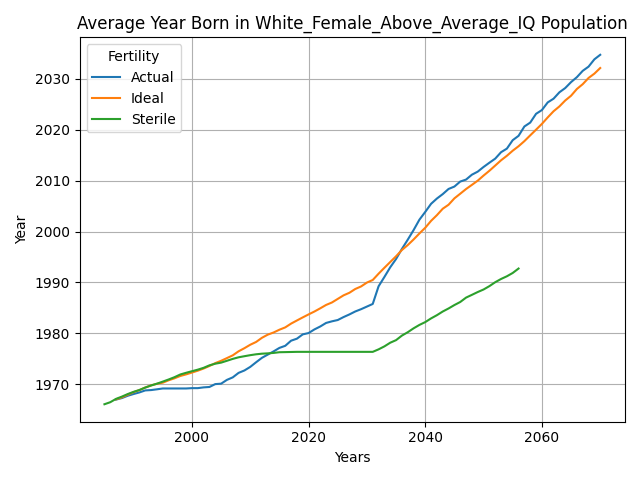 Average Year Born in White_Female_Above_Average_IQ Population
Fertility
Actual
Ideal
Sterile
Year
2030
2020
2010
2000
1990
1980
1970
2000
2020
2040
2060
Years